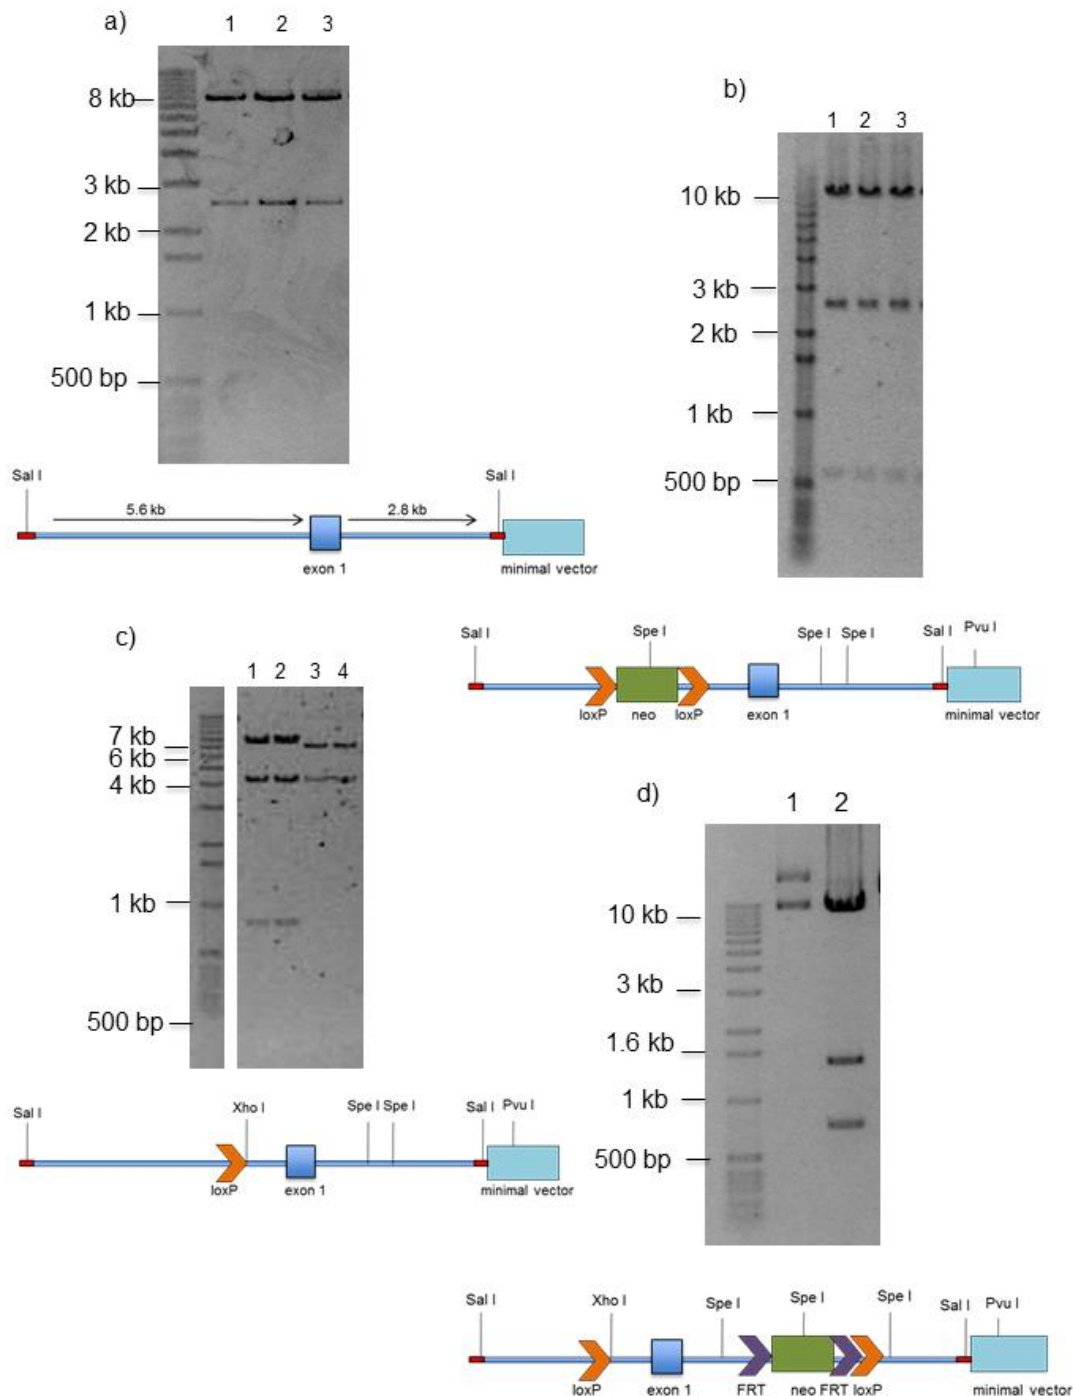 a)
1 2 3
8 kb
3 kb
2 kb
1 kb
500 bp
Sal I Sal I
5.6 kb 2.8 kb
exon 1 minimal vector
b)
1 2 3
10 kb
3 kb
2 kb
1 kb
500 bp
Sal I Spe I Spe I Spe I Sal I Pvu I
loxP neo loxP exon 1 minimal vector
c)
1 2 3 4
7 kb
6 kb
4 kb
1 kb
500 bp
Sal I Xho I Spe I Spe I Sal I Pvu I
loxP exon 1 minimal vector
d)
1 2
10 kb
3 kb
1.6 kb
1 kb
500 bp
Sal I Xho I Spe I Spe I Spe I Sal I Pvu I
loxP exon 1 FRT neo FRT loxP minimal vector